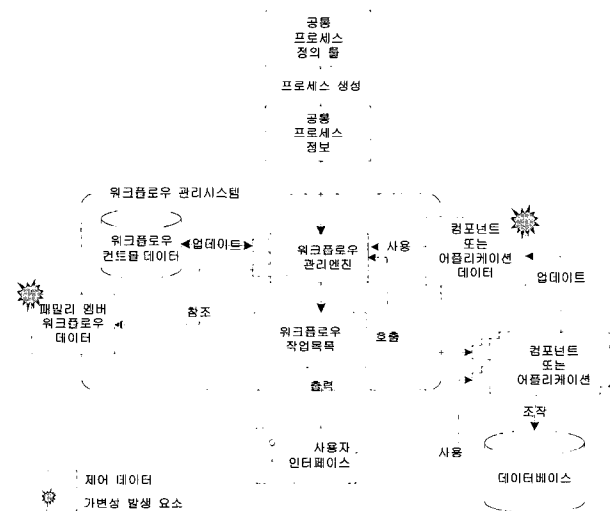 공통
프로세스
정의 툴
프로세스 생성
공통
프로세스
정보
워크플로우 관리시스템
워크플로우
컨트롤 데이터
업데이트
워크플로우
관리엔진
사용
컴포넌트
또는
어플리케이션
데이터
업데이트
패밀리 멤버
워크플로우
데이터
참조
워크플로우
작업목록
호출
컴포넌트
또는
어플리케이션
출력
조작
사용자
인터페이스
사용
데이터베이스
제어 데이터
가변성 발생 요소